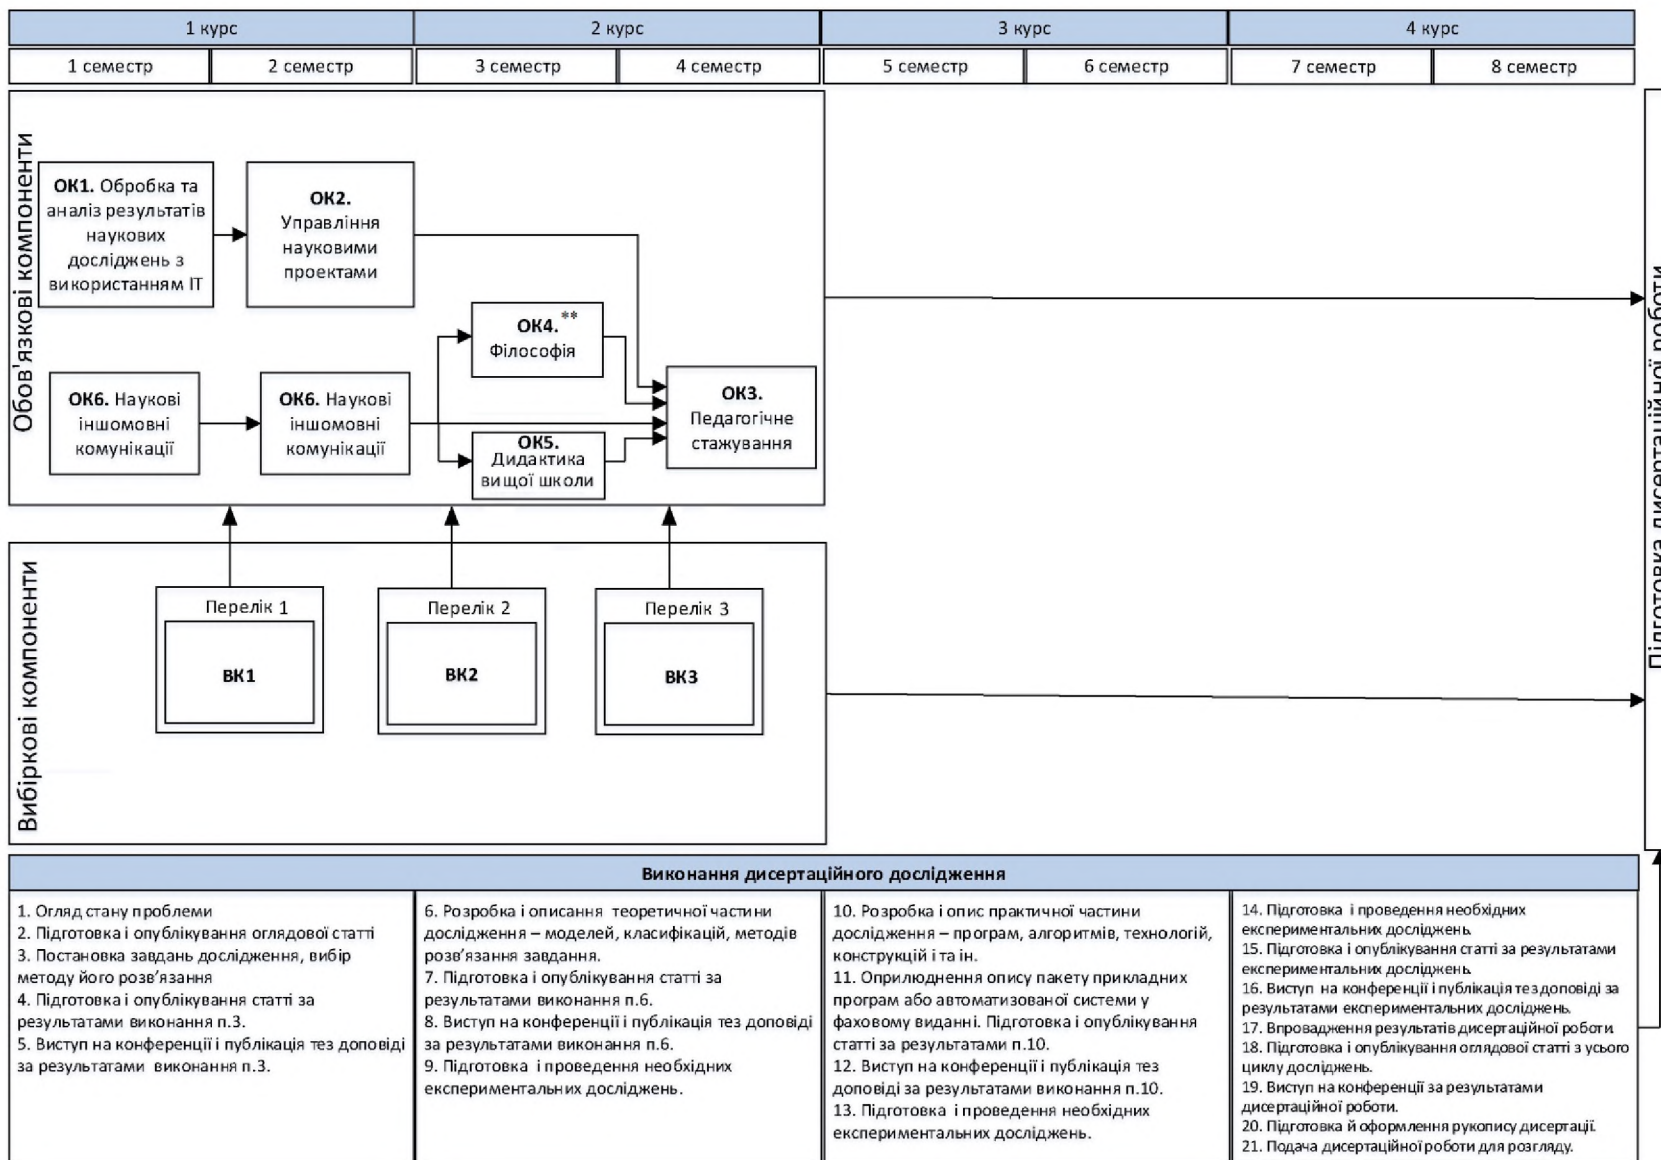 1 курс
2 курс
3 курс
4 курс
1 семестр
2 семестр
3 семестр
4 семестр
5 семестр
6 семестр
7 семестр
8 семестр
Обов'язкові компоненти
ОК1. Обробка та
аналіз результатів
наукових
досліджень з
використанням ІТ
ОК2.
Управління
науковими
проектами
ОК4. **
Філософія
ОК6. Наукові
іншомовні
комунікації
ОК6. Наукові
іншомовні
комунікації
ОК5.
Дидактика
вищої школи
ОК3.
Педагогічне
стажування
Підготовка дисертаційної роботи
Вибіркові компоненти
Перелік 1
ВК1
Перелік 2
ВК2
Перелік 3
ВК3
Виконання дисертаційного дослідження
1. Огляд стану проблеми
2. Підготовка і опублікування оглядової статті
3. Постановка завдань дослідження, вибір
методу його розв’язання
4. Підготовка і опублікування статті за
результатами виконання п.3.
5. Виступ на конференції і публікація тез доповіді
за результатами виконання п.3.
6. Розробка і описання теоретичної частини
дослідження – моделей, класифікацій, методів
розв’язання завдання.
7. Підготовка і опублікування статті за
результатами виконання п.6.
8. Виступ на конференції і публікація тез доповіді
за результатами виконання п.6.
9. Підготовка і проведення необхідних
експериментальних досліджень.
10. Розробка і опис практичної частини
дослідження – програм, алгоритмів, технологій,
конструкцій і та ін.
11. Оприлюднення опису пакету прикладних
програм або автоматизованої системи у
фаховому виданні. Підготовка і опублікування
статті за результати п.10.
12. Виступ на конференції і публікація тез
доповіді за результатами виконання п.10.
13. Підготовка і проведення необхідних
експериментальних досліджень.
14. Підготовка і проведення необхідних
експериментальних досліджень.
15. Підготовка і опублікування статті за результатами
експериментальних досліджень.
16. Виступ на конференції і публікація тез доповіді за
результатами експериментальних досліджень.
17. Впровадження результатів дисертаційної роботи.
18. Підготовка і опублікування оглядової статті з усього
циклу досліджень.
19. Виступ на конференції за результатами
дисертаційної роботи.
20. Підготовка й оформлення рукопису дисертації.
21. Подача дисертаційної роботи для розгляду.